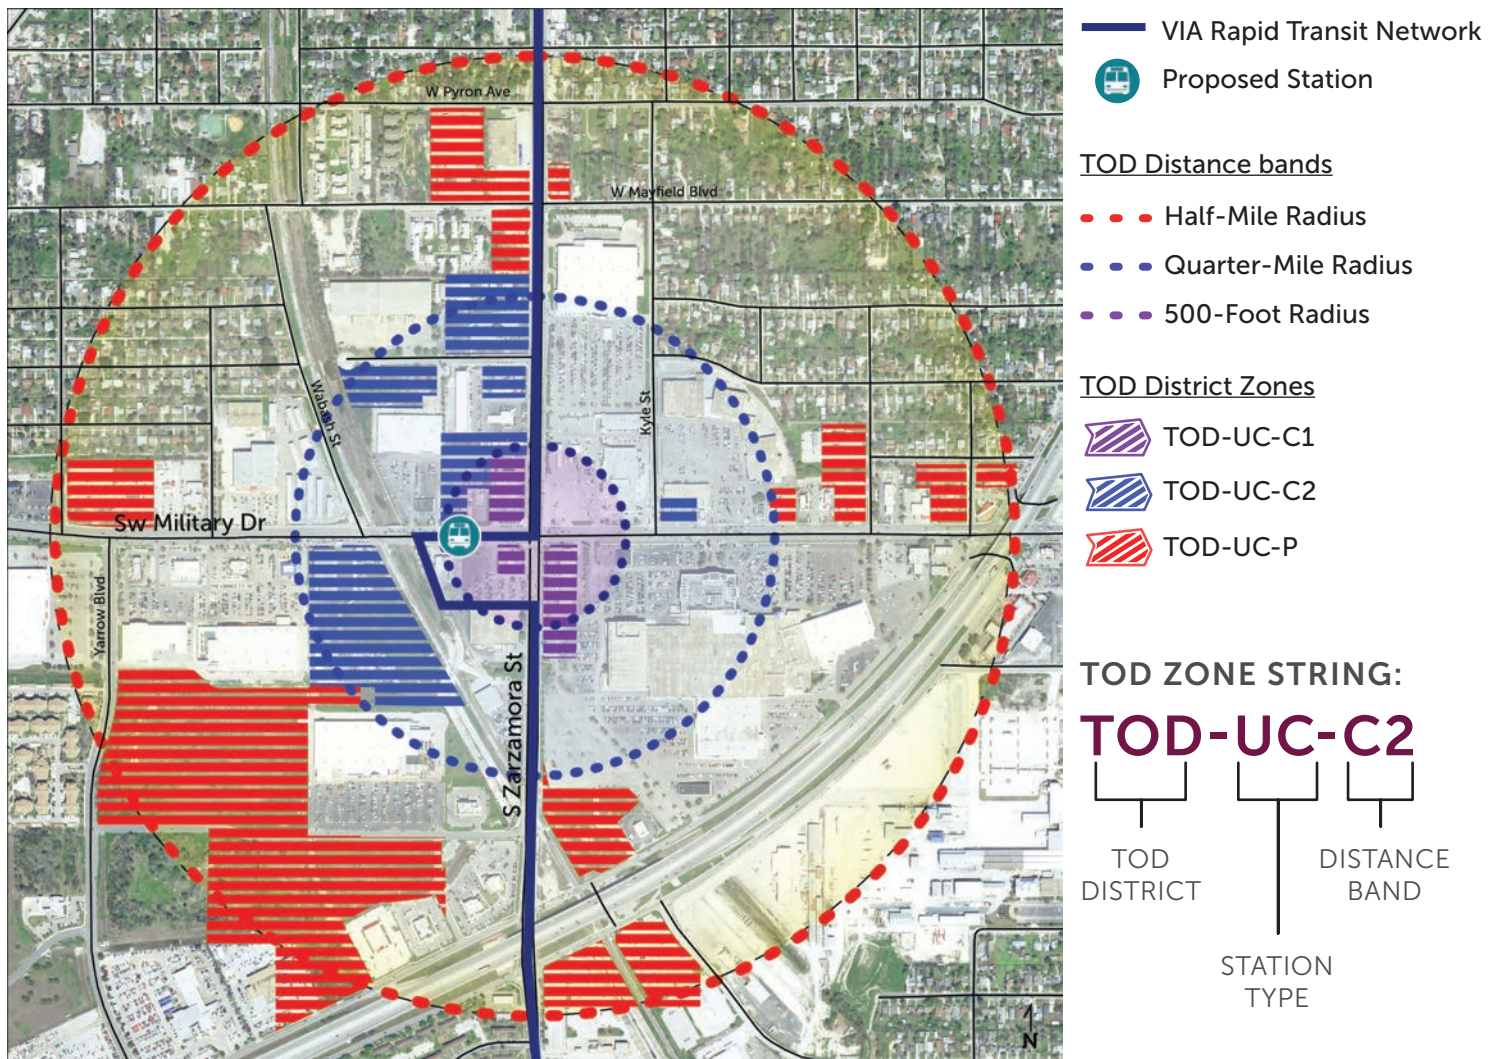 W Pyron Ave
W Mayfield Blvd
Wabash St
Kyle St
Sw Military Dr
Yarrow Blvd
S Zarzamora St
N
VIA Rapid Transit Network
Proposed Station
TOD Distance bands
Half-Mile Radius
Quarter-Mile Radius
500-Foot Radius
TOD District Zones
TOD-UC-C1
TOD-UC-C2
TOD-UC-P
TOD ZONE STRING:
TOD-UC-C2
TOD
DISTRICT
DISTANCE
BAND
STATION
TYPE